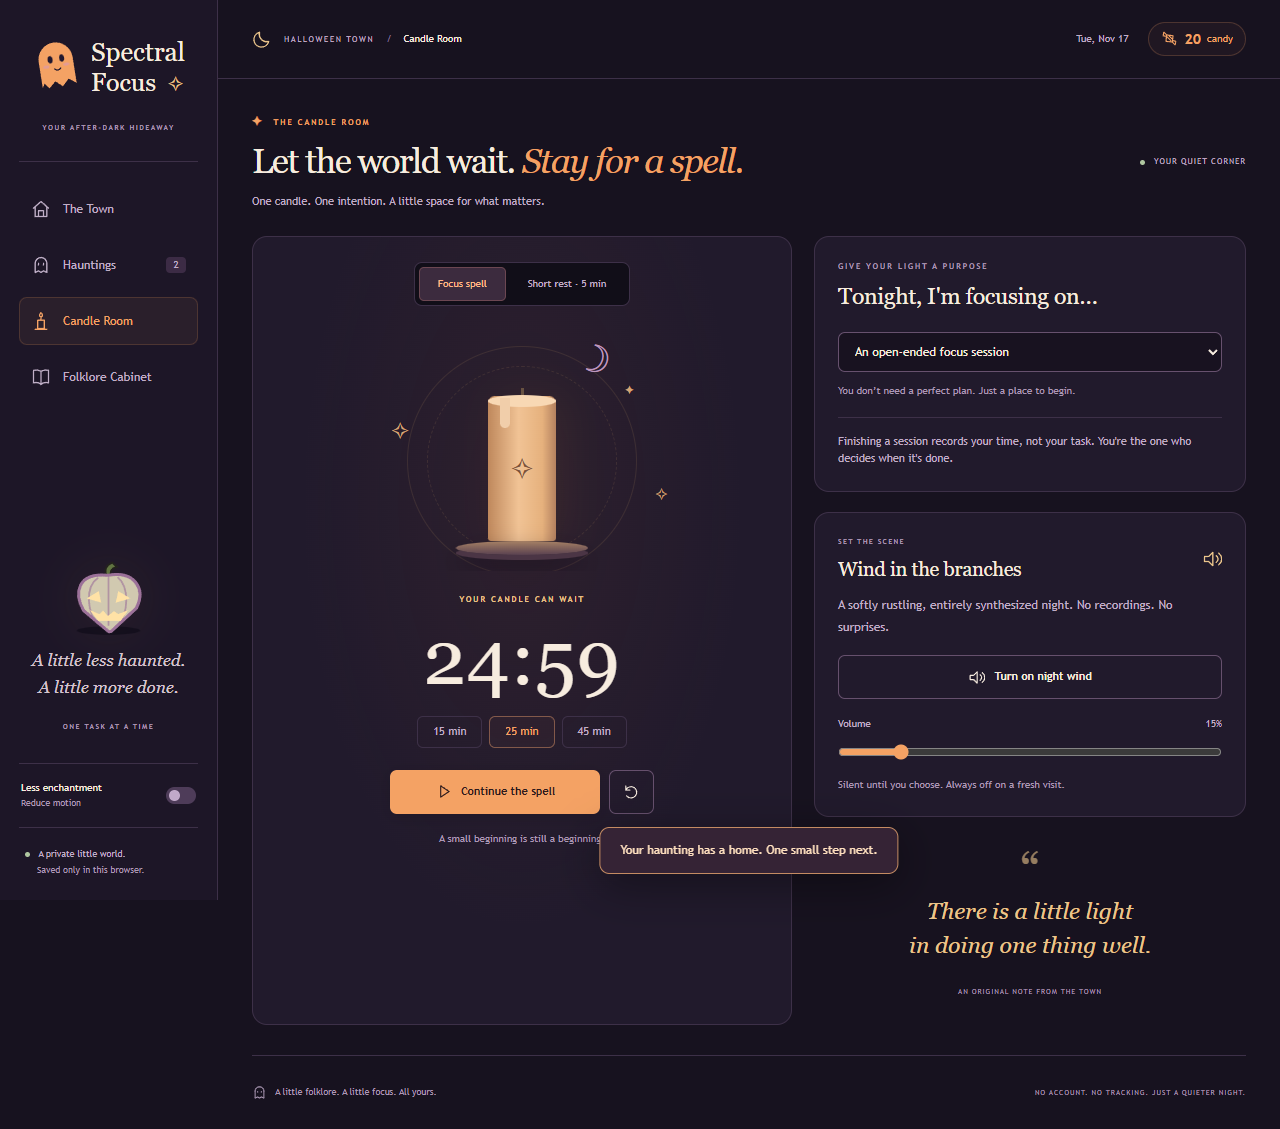 Spectral
Focus
YOUR AFTER-DARK HIDEAWAY
The Town
Hauntings
2
Candle Room
Folklore Cabinet
A little less haunted.
A little more done.
ONE TASK AT A TIME
Less enchantment
Reduce motion
A private little world.
Saved only in this browser.
HALLOWEEN TOWN / Candle Room
Tue, Nov 17
20 candy
THE CANDLE ROOM
Let the world wait. Stay for a spell.
One candle. One intention. A little space for what matters.
YOUR QUIET CORNER
Focus spell
Short rest · 5 min
YOUR CANDLE CAN WAIT
24:59
15 min
25 min
45 min
Continue the spell
A small beginning is still a beginning
Your haunting has a home. One small step next.
GIVE YOUR LIGHT A PURPOSE
Tonight, I'm focusing on...
An open-ended focus session
You don't need a perfect plan. Just a place to begin.
Finishing a session records your time, not your task. You're the one who
decides when it's done.
SET THE SCENE
Wind in the branches
A softly rustling, entirely synthesized night. No recordings. No
surprises.
Turn on night wind
Volume
15%
Silent until you choose. Always off on a fresh visit.
“
There is a little light
in doing one thing well.
AN ORIGINAL NOTE FROM THE TOWN
A little folklore. A little focus. All yours.
NO ACCOUNT. NO TRACKING. JUST A QUIETER NIGHT.